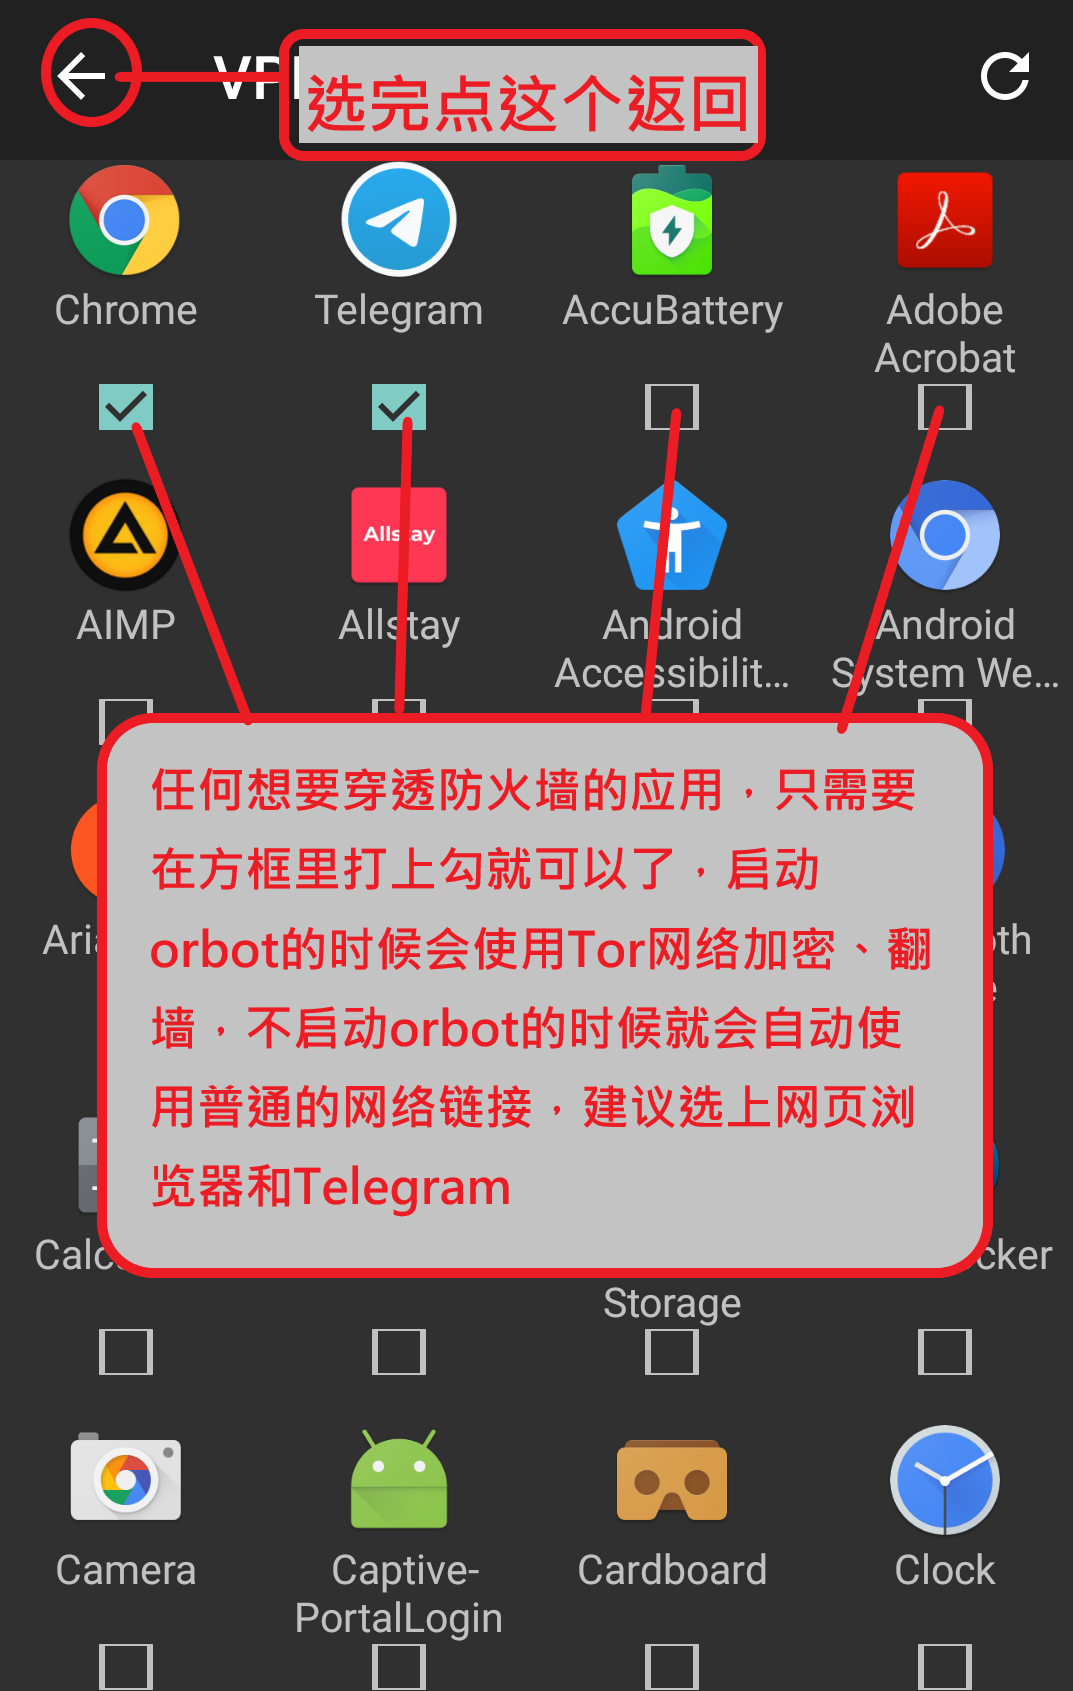 VP
选完点这个返回
Chrome Telegram AccuBattery Adobe
Acrobat
Allstay
AIMP Allstay Android Android
Accessibilit... System We...
任何想要穿透防火墙的应用，只需要
在方框里打上勾就可以了，启动
orbot的时候会使用Tor网络加密、翻
墙，不启动orbot的时候就会自动使
用普通的网络链接，建议选上网页浏
览器和Telegram
Storage
Camera Captive- Cardboard Clock
PortalLogin